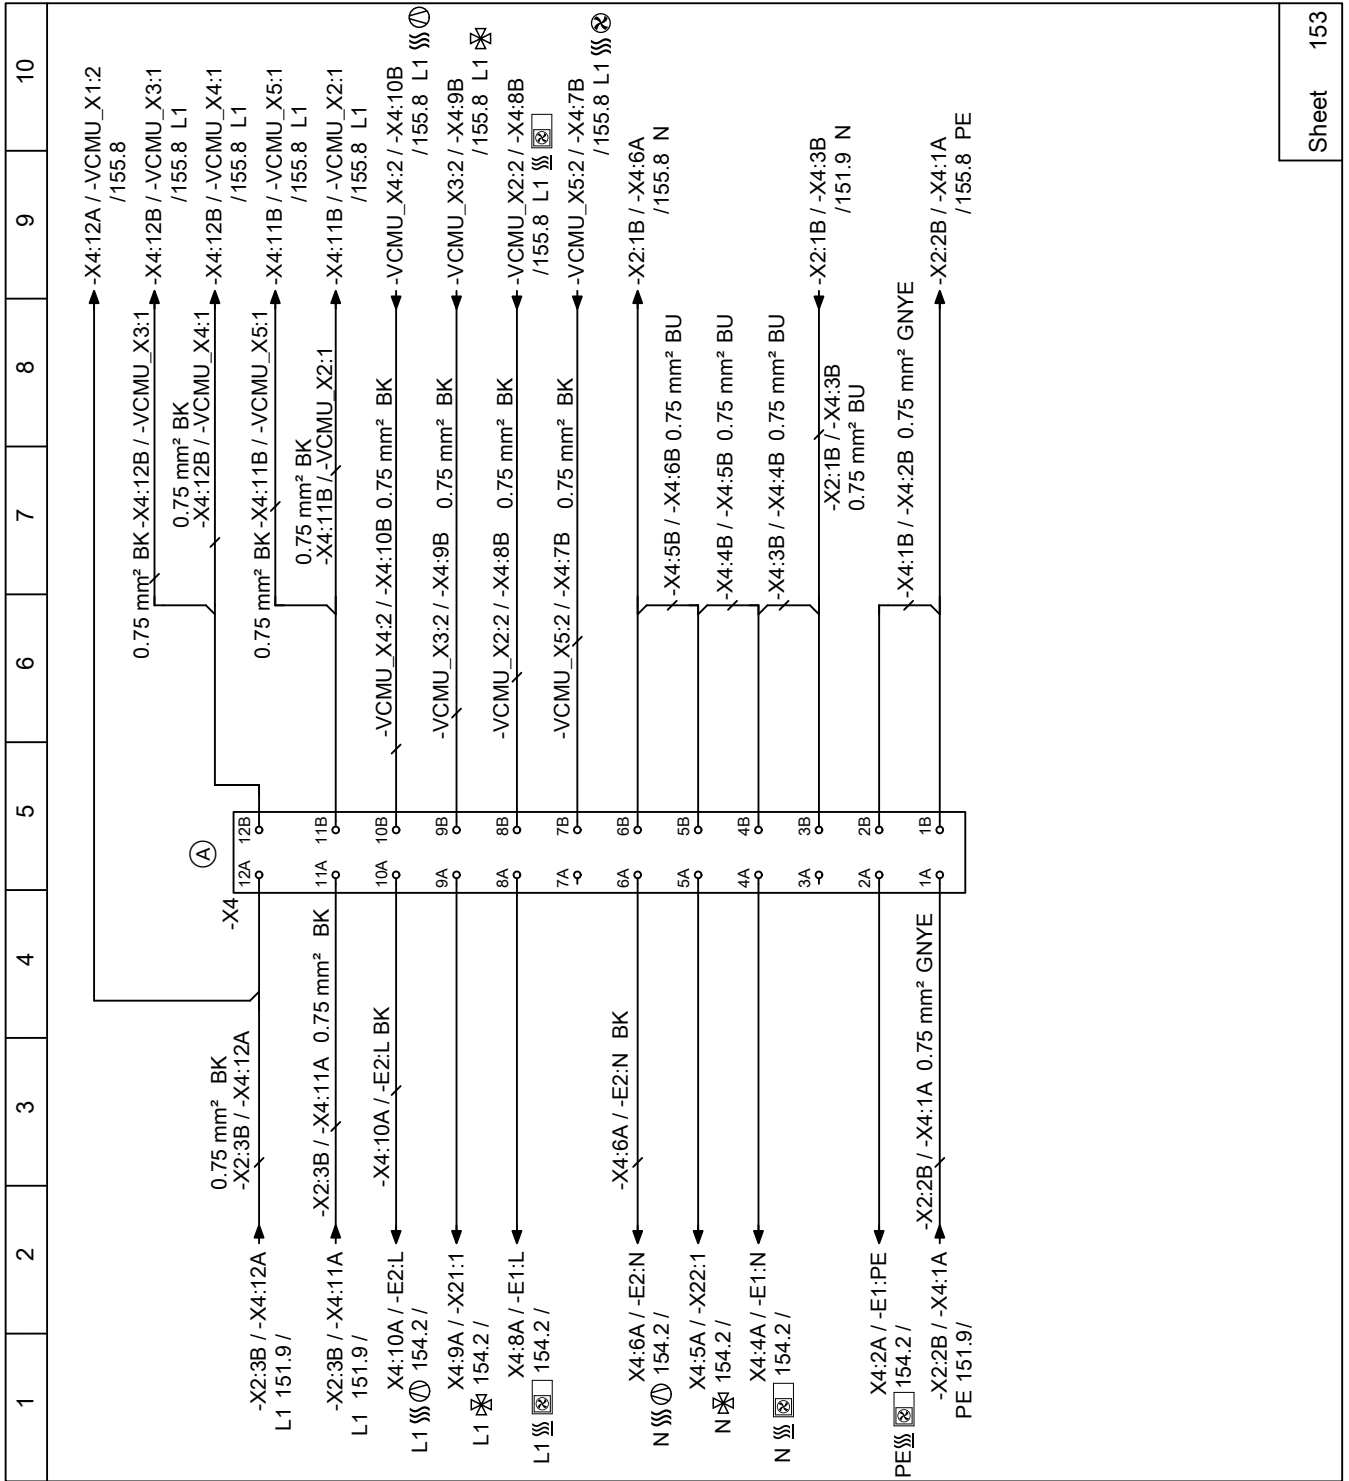 1
2
3
4
5
6
7
8
9
10
-X4:12A / -VCMU_X1:2
/155.8
-X4:12B / -VCMU_X3:1
/155.8 L1
0.75 mm² BK -X4:12B / -VCMU_X3:1
-X4:12B / -VCMU_X4:1
/155.8 L1
0.75 mm² BK
-X4:12B / -VCMU_X4:1
-X4:11B / -VCMU_X5:1
/155.8 L1
0.75 mm² BK -X4:11B / -VCMU_X5:1
-X4:11B / -VCMU_X2:1
/155.8 L1
0.75 mm² BK
-X4:11B / -VCMU_X2:1
-VCMU_X4:2 / -X4:10B
/155.8 L1
-VCMU_X4:2 / -X4:10B 0.75 mm² BK
-VCMU_X3:2 / -X4:9B
/155.8 L1
-VCMU_X3:2 / -X4:9B 0.75 mm² BK
-VCMU_X2:2 / -X4:8B
/155.8 L1
-VCMU_X2:2 / -X4:8B 0.75 mm² BK
-VCMU_X5:2 / -X4:7B
/155.8 L1
-VCMU_X5:2 / -X4:7B 0.75 mm² BK
-X2:1B / -X4:6A
/155.8 N
-X4:5B / -X4:6B 0.75 mm² BU
-X4:4B / -X4:5B 0.75 mm² BU
-X4:3B / -X4:4B 0.75 mm² BU
-X2:1B / -X4:3B
/151.9 N
-X2:1B / -X4:3B
0.75 mm² BU
-X4:1B / -X4:2B 0.75 mm² GNYE
-X2:2B / -X4:1A
/155.8 PE
A
-X4
12A 12B
11A 11B
10A 10B
9A 9B
8A 8B
7A 7B
6A 6B
5A 5B
4A 4B
3A 3B
2A 2B
1A 1B
0.75 mm² BK
-X2:3B / -X4:12A
-X2:3B / -X4:12A
L1 151.9 /
-X2:3B / -X4:11A 0.75 mm² BK
-X2:3B / -X4:11A
L1 151.9 /
-X4:10A / -E2:L BK
X4:10A / -E2:L
L1 154.2 /
X4:9A / -X21:1
L1 154.2 /
X4:8A / -E1:L
L1 154.2 /
-X4:6A / -E2:N BK
X4:6A / -E2:N
N 154.2 /
X4:5A / -X22:1
N 154.2 /
X4:4A / -E1:N
N 154.2 /
X4:2A / -E1:PE
PE 154.2 /
-X2:2B / -X4:1A 0.75 mm² GNYE
-X2:2B / -X4:1A
PE 151.9/
Sheet 153